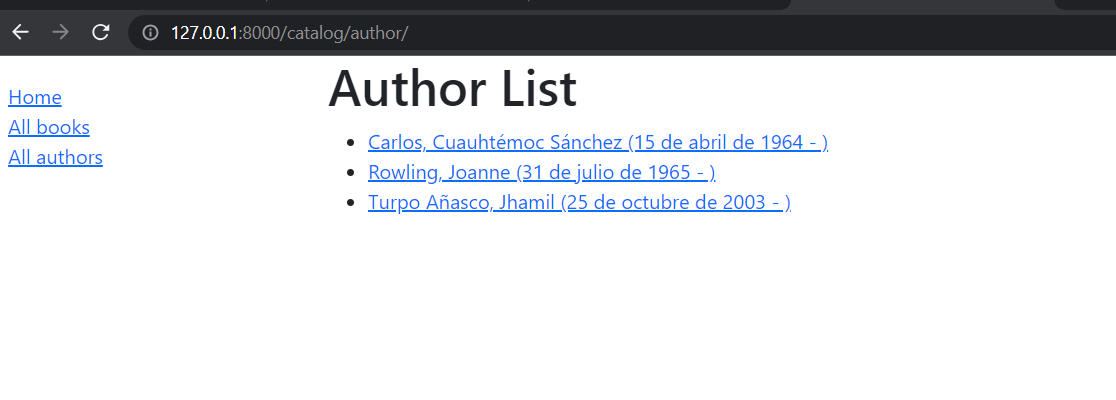 127.0.0.1:8000/catalog/author/
Home
All books
All authors
Author List
Carlos, Cuauhtémoc Sánchez (15 de abril de 1964 - )
Rowling, Joanne (31 de julio de 1965 - )
Turpo Añasco, Jhamil (25 de octubre de 2003 - )